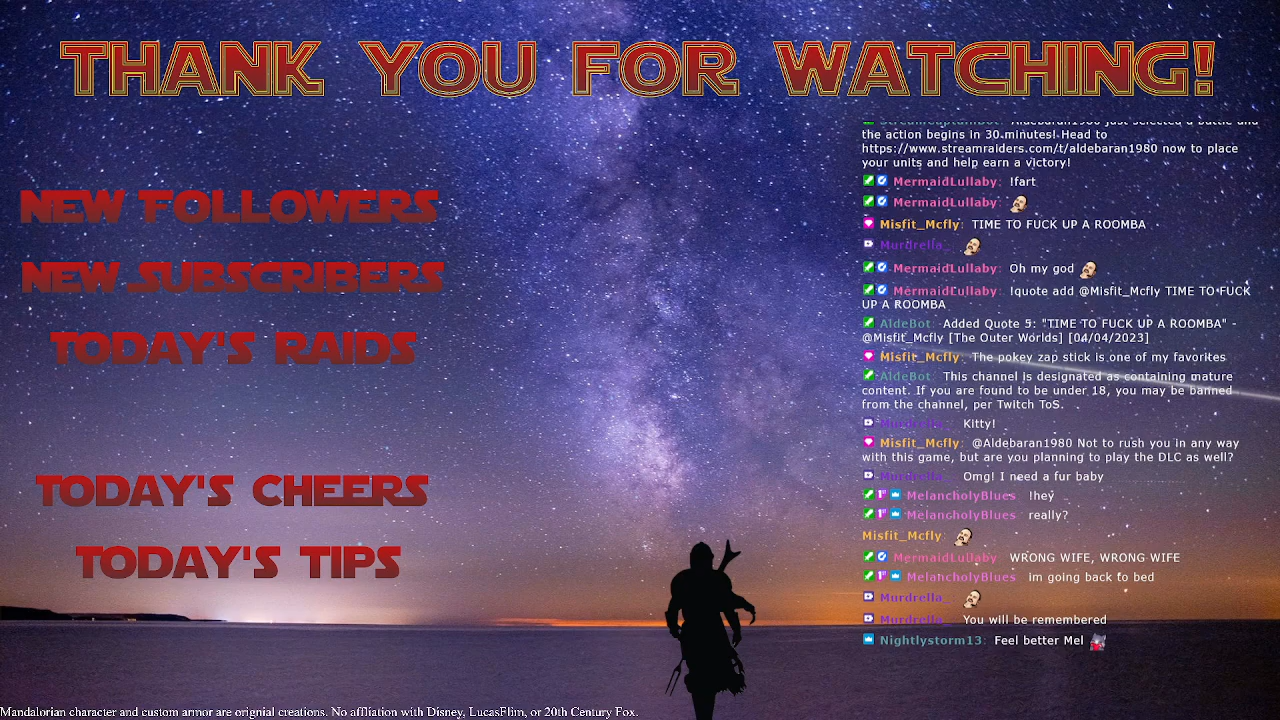 THANK YOU FOR WATCHING!
NEW FOLLOWERS
NEW SUBSCRIBERS
TODAY'S RAIDS
TODAY'S CHEERS
TODAY'S TIPS
StreamCaptainBot: Aldebaran1980 just selected a battle and
the action begins in 30 minutes! Head to
https://www.streamraiders.com/t/aldebaran1980 now to place
your units and help earn a victory!
MermaidLullaby: !fart
MermaidLullaby:
Misfit_Mcfly: TIME TO FUCK UP A ROOMBA
Murdrella_:
MermaidLullaby: Oh my god
MermaidLullaby: !quote add @Misfit_Mcfly TIME TO FUCK
UP A ROOMBA
AldeBot: Added Quote 5: "TIME TO FUCK UP A ROOMBA" -
@Misfit_Mcfly [The Outer Worlds] [04/04/2023]
Misfit_Mcfly: The pokey zap stick is one of my favorites
AldeBot: This channel is designated as containing mature
content. If you are found to be under 18, you may be banned
from the channel, per Twitch ToS.
Murdrella_: Kitty!
Misfit_Mcfly: @Aldebaran1980 Not to rush you in any way
with this game, but are you planning to play the DLC as well?
Murdrella_: Omg! I need a fur baby
MelancholyBlues: !hey
MelancholyBlues: really?
Misfit_Mcfly:
MermaidLullaby: WRONG WIFE, WRONG WIFE
MelancholyBlues: im going back to bed
Murdrella_:
Murdrella_: You will be remembered
Nightlystorm13: Feel better Mel
Mandalorian character and custom armor are orignial creations. No affliation with Disney, LucasFlim, or 20th Century Fox.